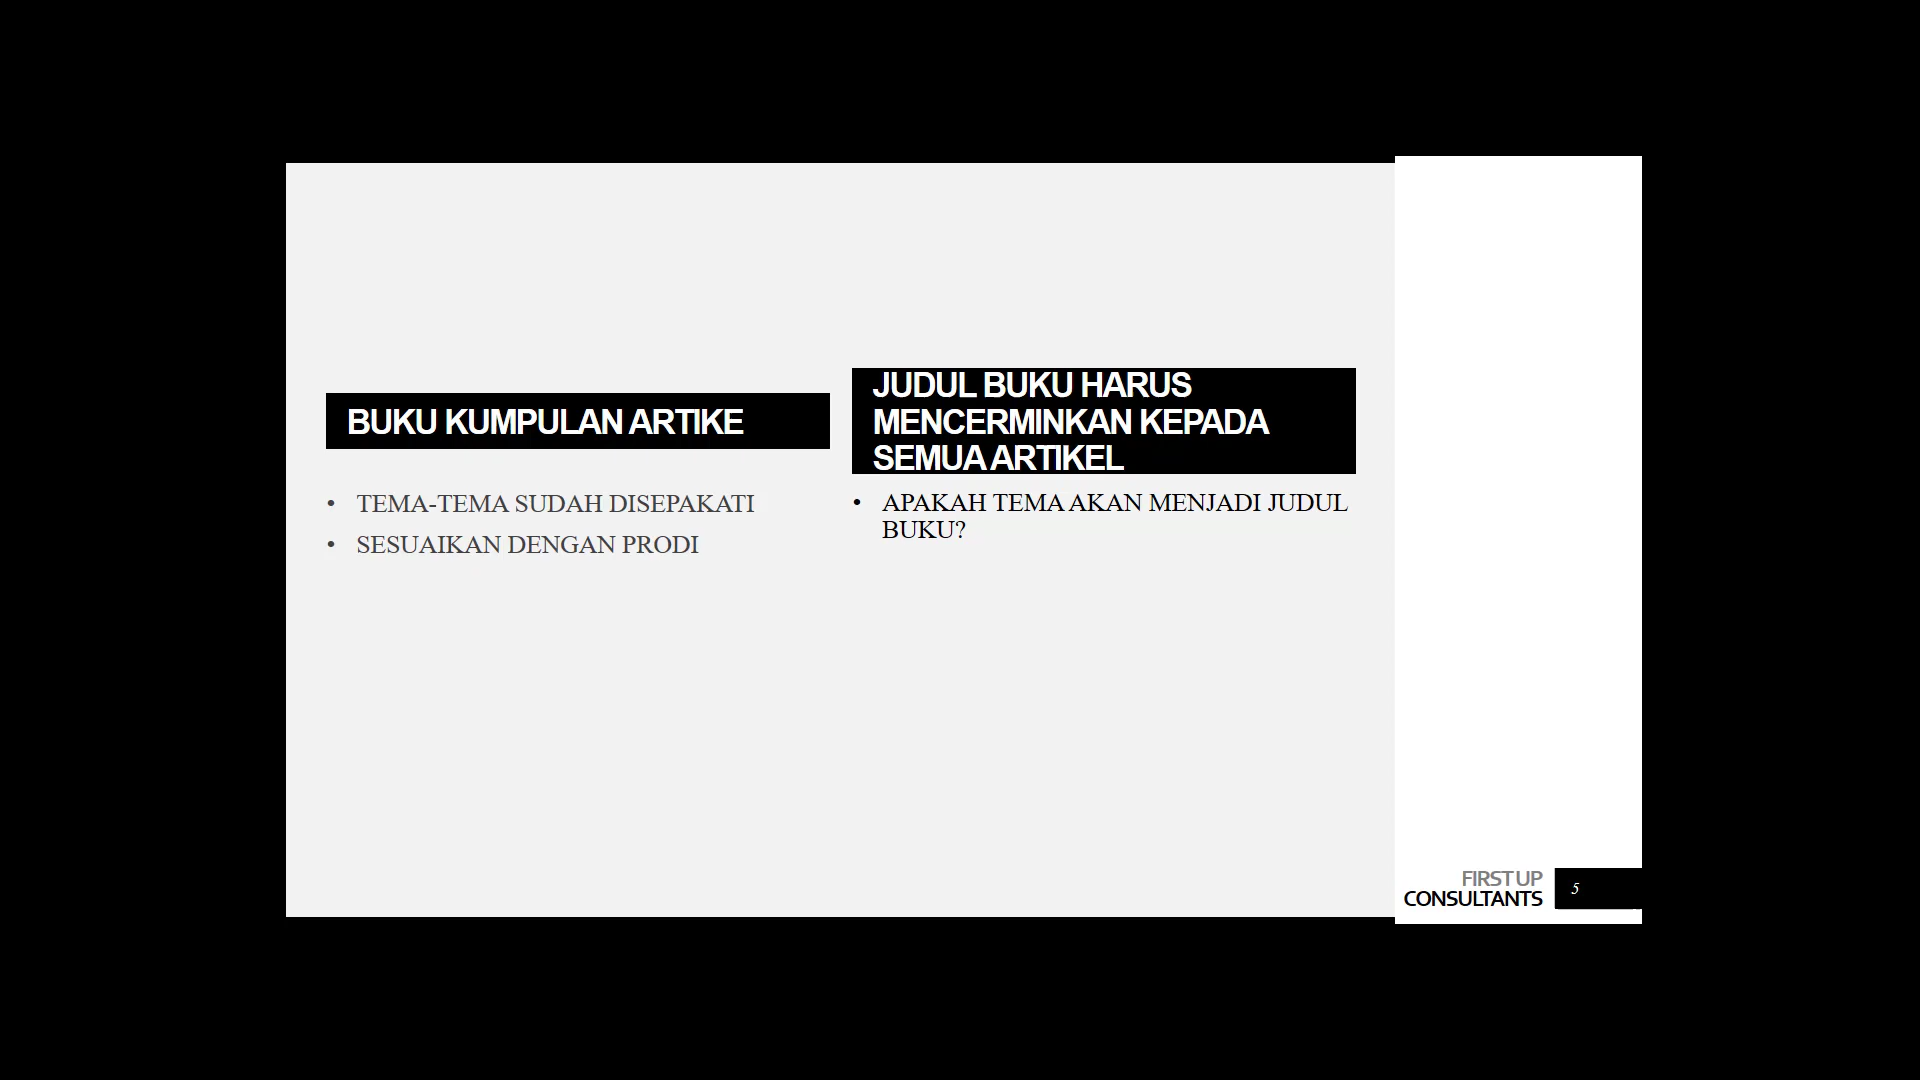 BUKU KUMPULAN ARTIKE
• TEMA-TEMA SUDAH DISEPAKATI
• SESUAIKAN DENGAN PRODI
JUDUL BUKU HARUS
MENCERMINKAN KEPADA
SEMUA ARTIKEL
• APAKAH TEMA AKAN MENJADI JUDUL
BUKU?
FIRST UP
CONSULTANTS
5